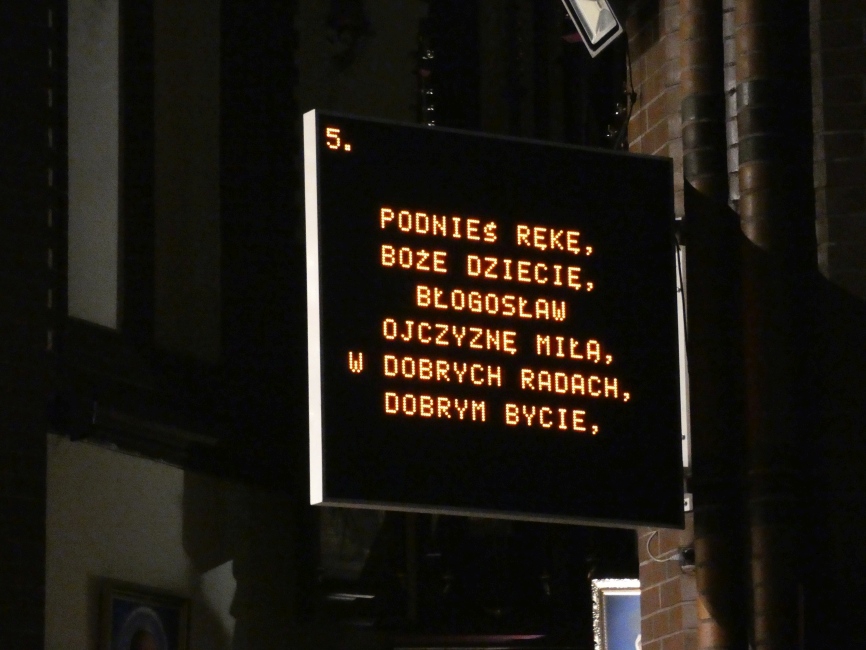 5.
PODNIEŚ RĘKĘ,
BOŻE DZIECIĘ,
BŁOGOSŁAW
OJCZYZNĘ MIŁĄ,
W DOBRYCH RADACH,
DOBRYM BYCIE,